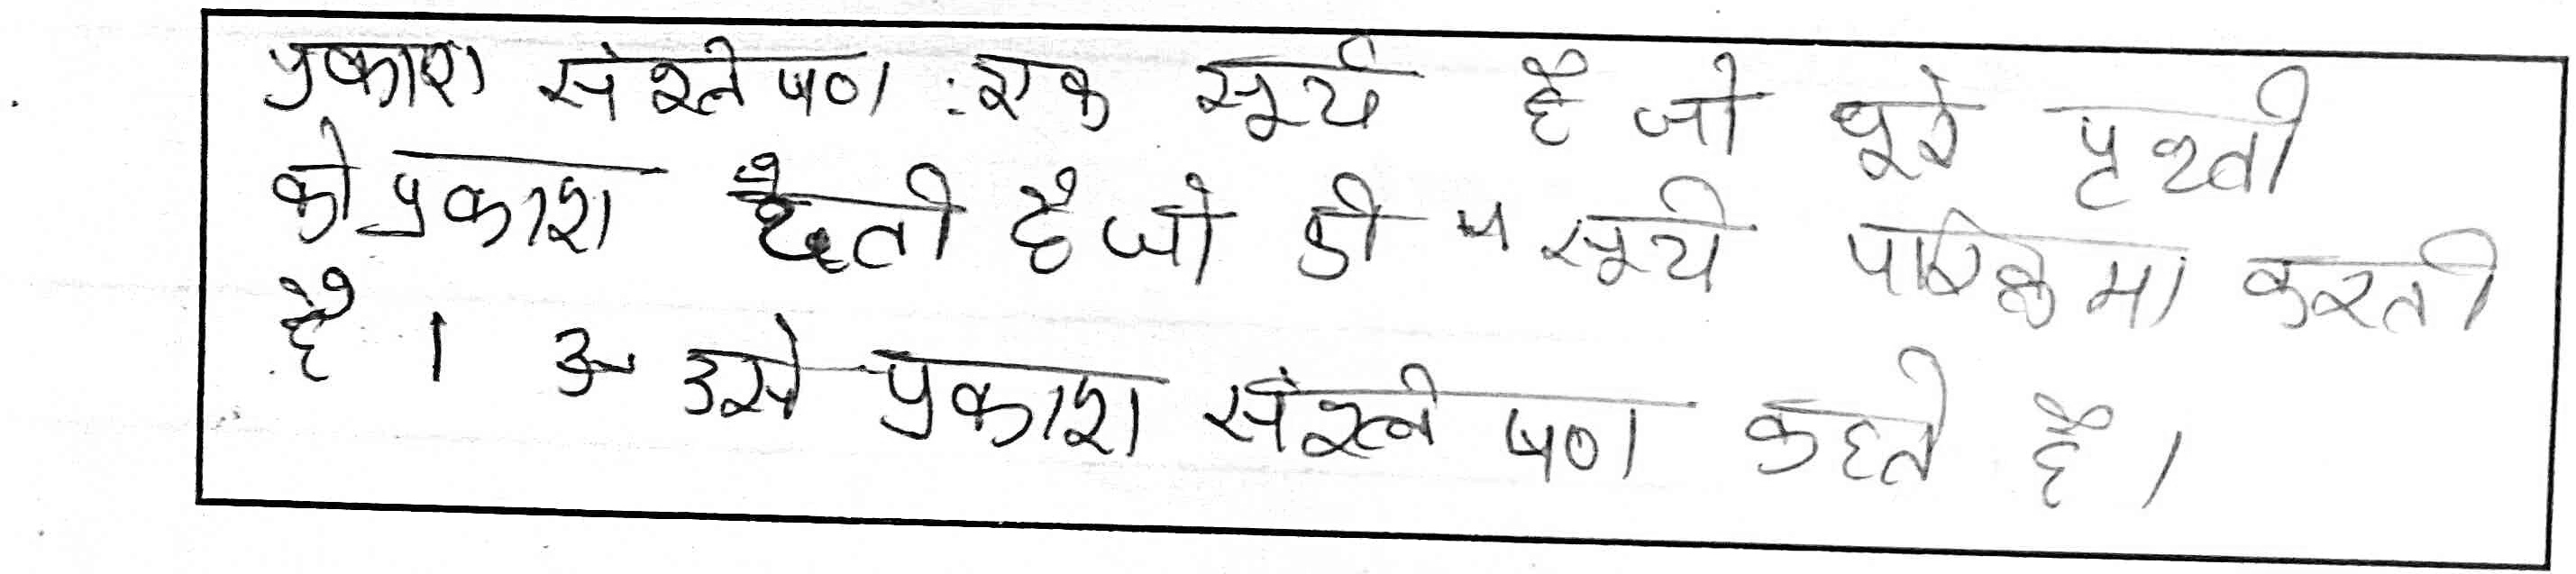 प्रकाश संश्लेषण : एक सूर्य है जो पूरे पृथ्वी
को प्रकाश देती है जो की सूर्य परिक्रमा करती
है । उसे प्रकाश संश्लेषण कहते है ।